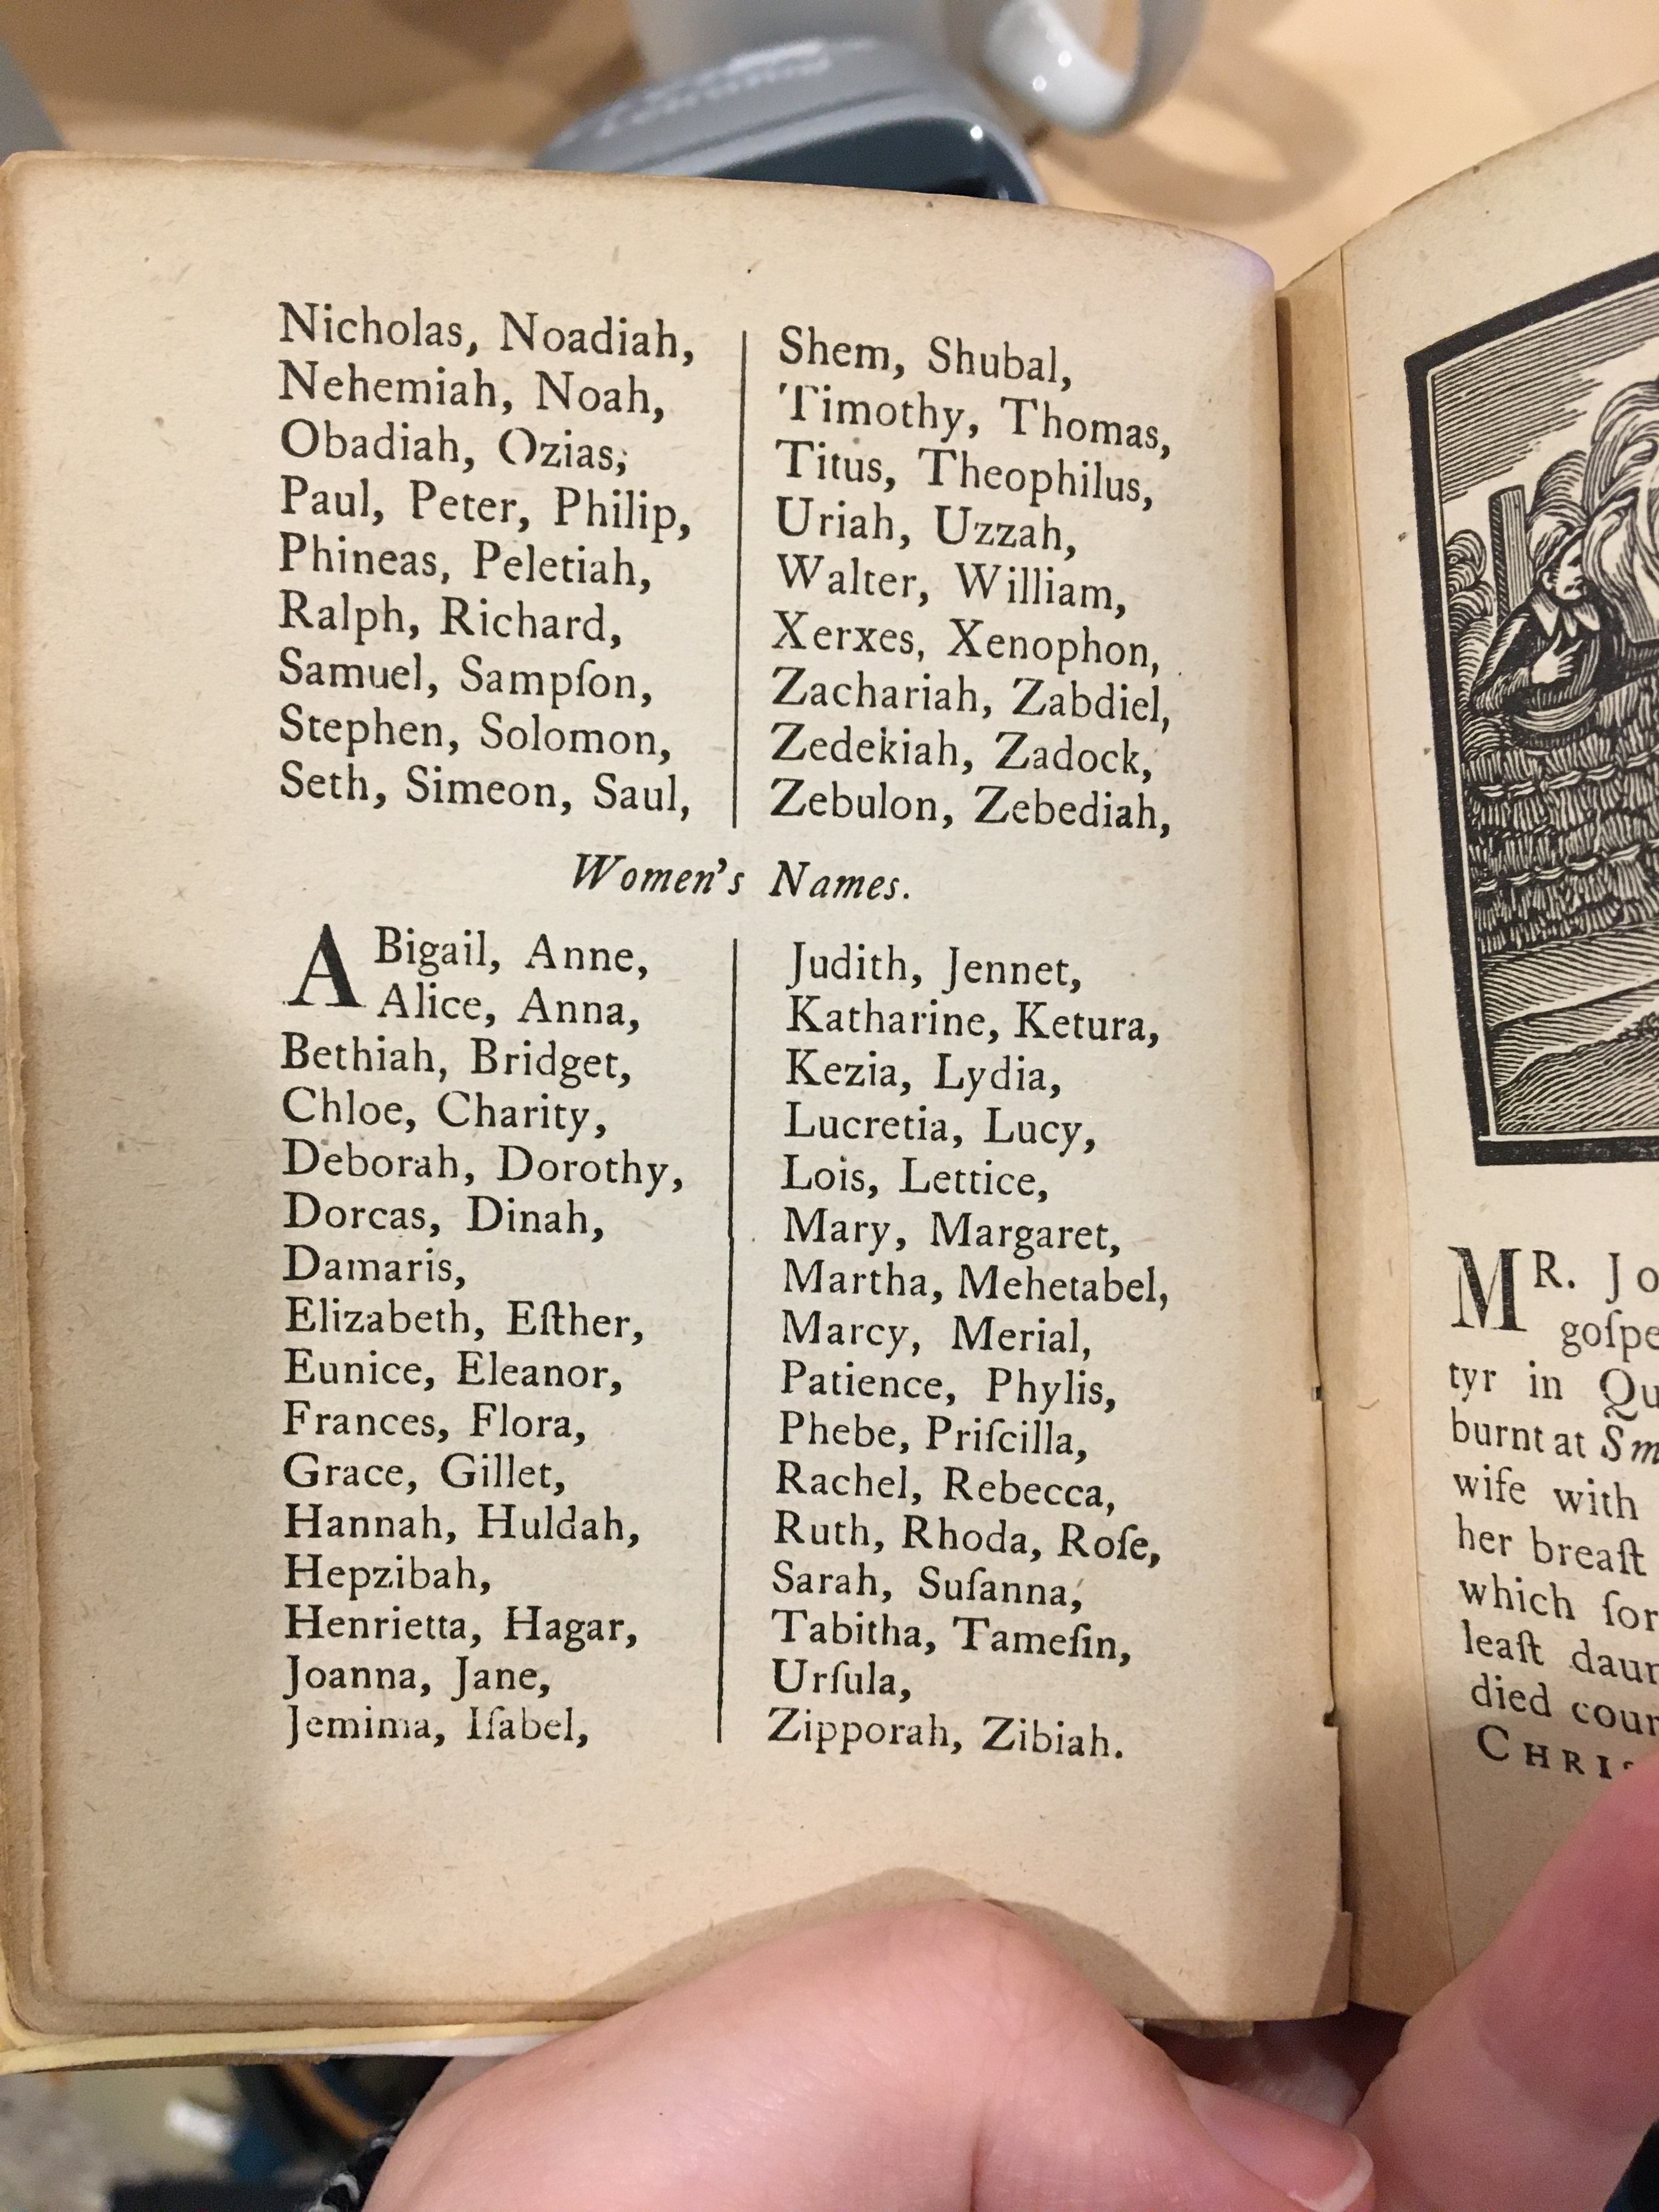 Nicholas, Noadiah,
Nehemiah, Noah,
Obadiah, Ozias,
Paul, Peter, Philip,
Phineas, Peletiah,
Ralph, Richard,
Samuel, Sampſon,
Stephen, Solomon,
Seth, Simeon, Saul,
Shem, Shubal,
Timothy, Thomas,
Titus, Theophilus,
Uriah, Uzzah,
Walter, William,
Xerxes, Xenophon,
Zachariah, Zabdiel,
Zedekiah, Zadock,
Zebulon, Zebediah,
Women's Names.
ABigail, Anne,
Alice, Anna,
Bethiah, Bridget,
Chloe, Charity,
Deborah, Dorothy,
Dorcas, Dinah,
Damaris,
Elizabeth, Eſther,
Eunice, Eleanor,
Frances, Flora,
Grace, Gillet,
Hannah, Huldah,
Hepzibah,
Henrietta, Hagar,
Joanna, Jane,
Jemima, Iſabel,
Judith, Jennet,
Katharine, Ketura,
Kezia, Lydia,
Lucretia, Lucy,
Lois, Lettice,
Mary, Margaret,
Martha, Mehetabel,
Marcy, Merial,
Patience, Phylis,
Phebe, Priſcilla,
Rachel, Rebecca,
Ruth, Rhoda, Roſe,
Sarah, Suſanna,
Tabitha, Tameſin,
Urſula,
Zipporah, Zibiah.
MR. Jo
goſpe
tyr in Qu
burnt at Sm
wife with
her breaſt
which for
leaſt daun
died cour
CHRIS